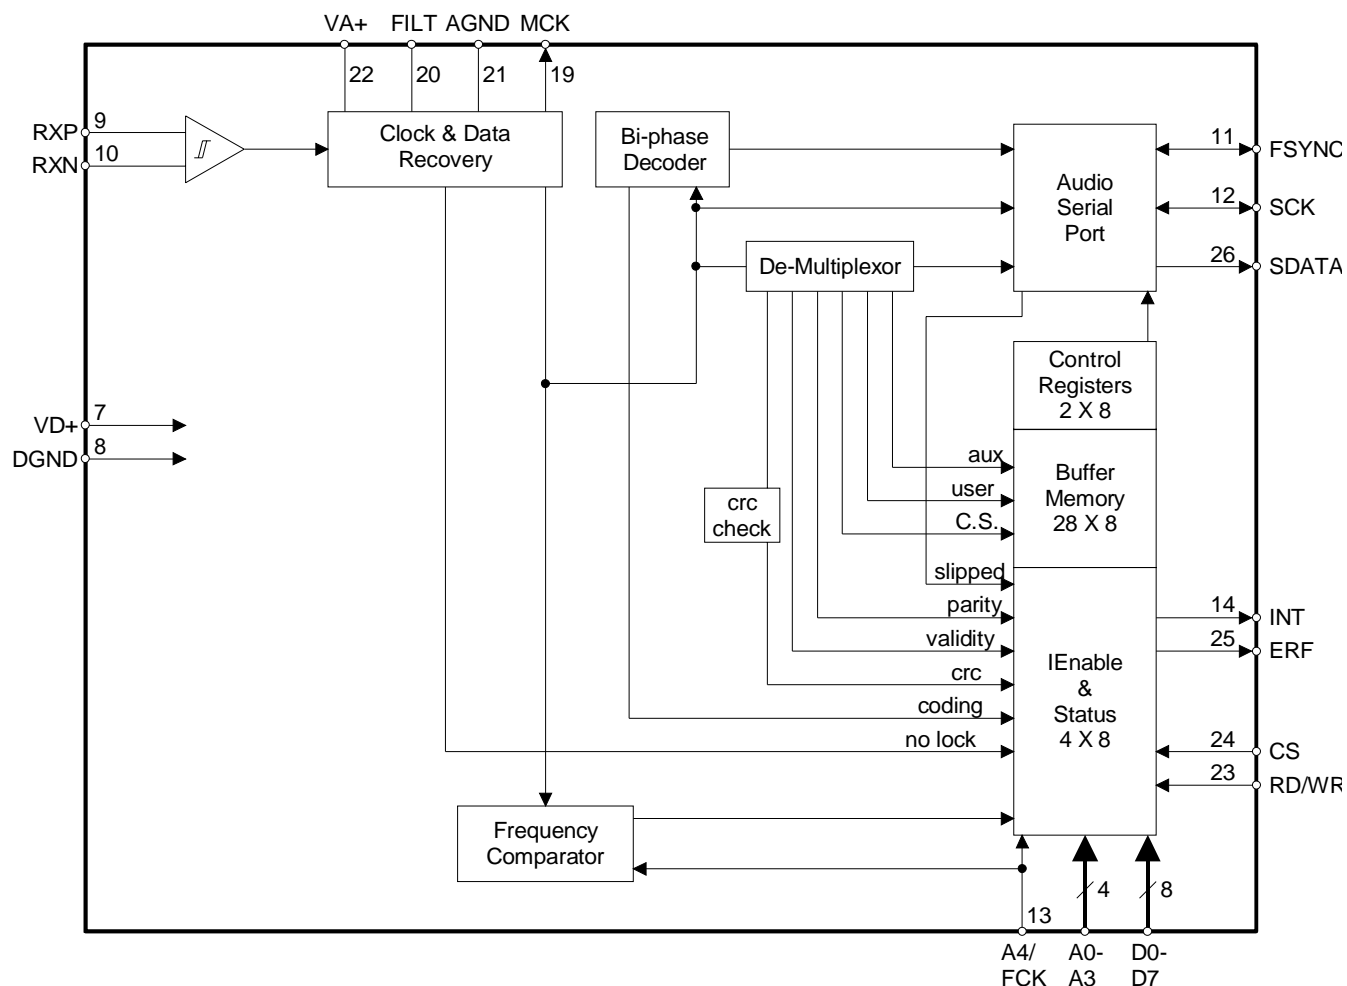 VA+ FILT AGND MCK
22 20 21 19
RXP 9
RXN 10
Clock & Data
Recovery
Bi-phase
Decoder
Audio
Serial
Port
11 FSYNC
12 SCK
26 SDATA
De-Multiplexor
Control
Registers
2 X 8
VD+ 7
DGND 8
aux
user
C.S.
Buffer
Memory
28 X 8
crc
check
slipped
parity
validity
crc
coding
no lock
IEnable
&
Status
4 X 8
14 INT
25 ERF
24 CS
23 RD/WR
Frequency
Comparator
13 4 8
A4/ A0- D0-
FCK A3 D7